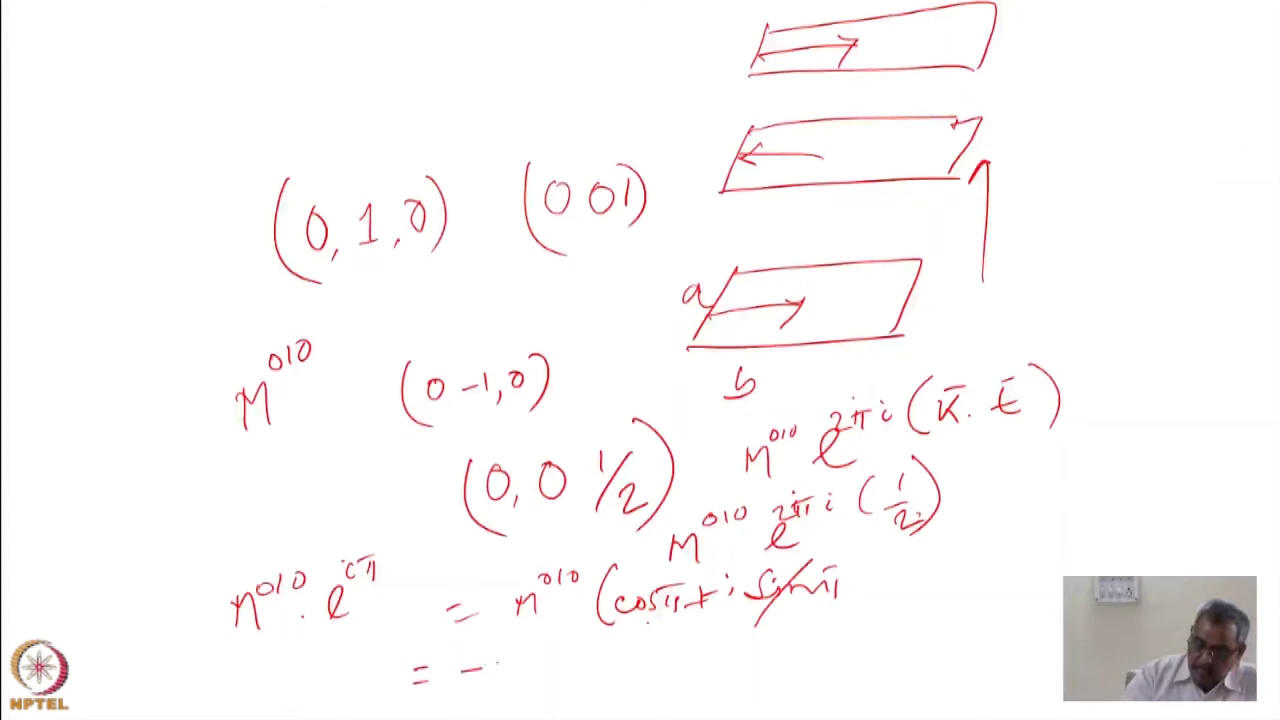 (0, 1, 0) (0 0 1)
a
b
M^010 (0 -1, 0)
M^010 e^2πi (k̄. t̄)
(0, 0 1/2)
M^010 e^2πi (1/2)
M^010 . e^iπ = M^010 (cosπ + i sinπ
= -
NPTEL